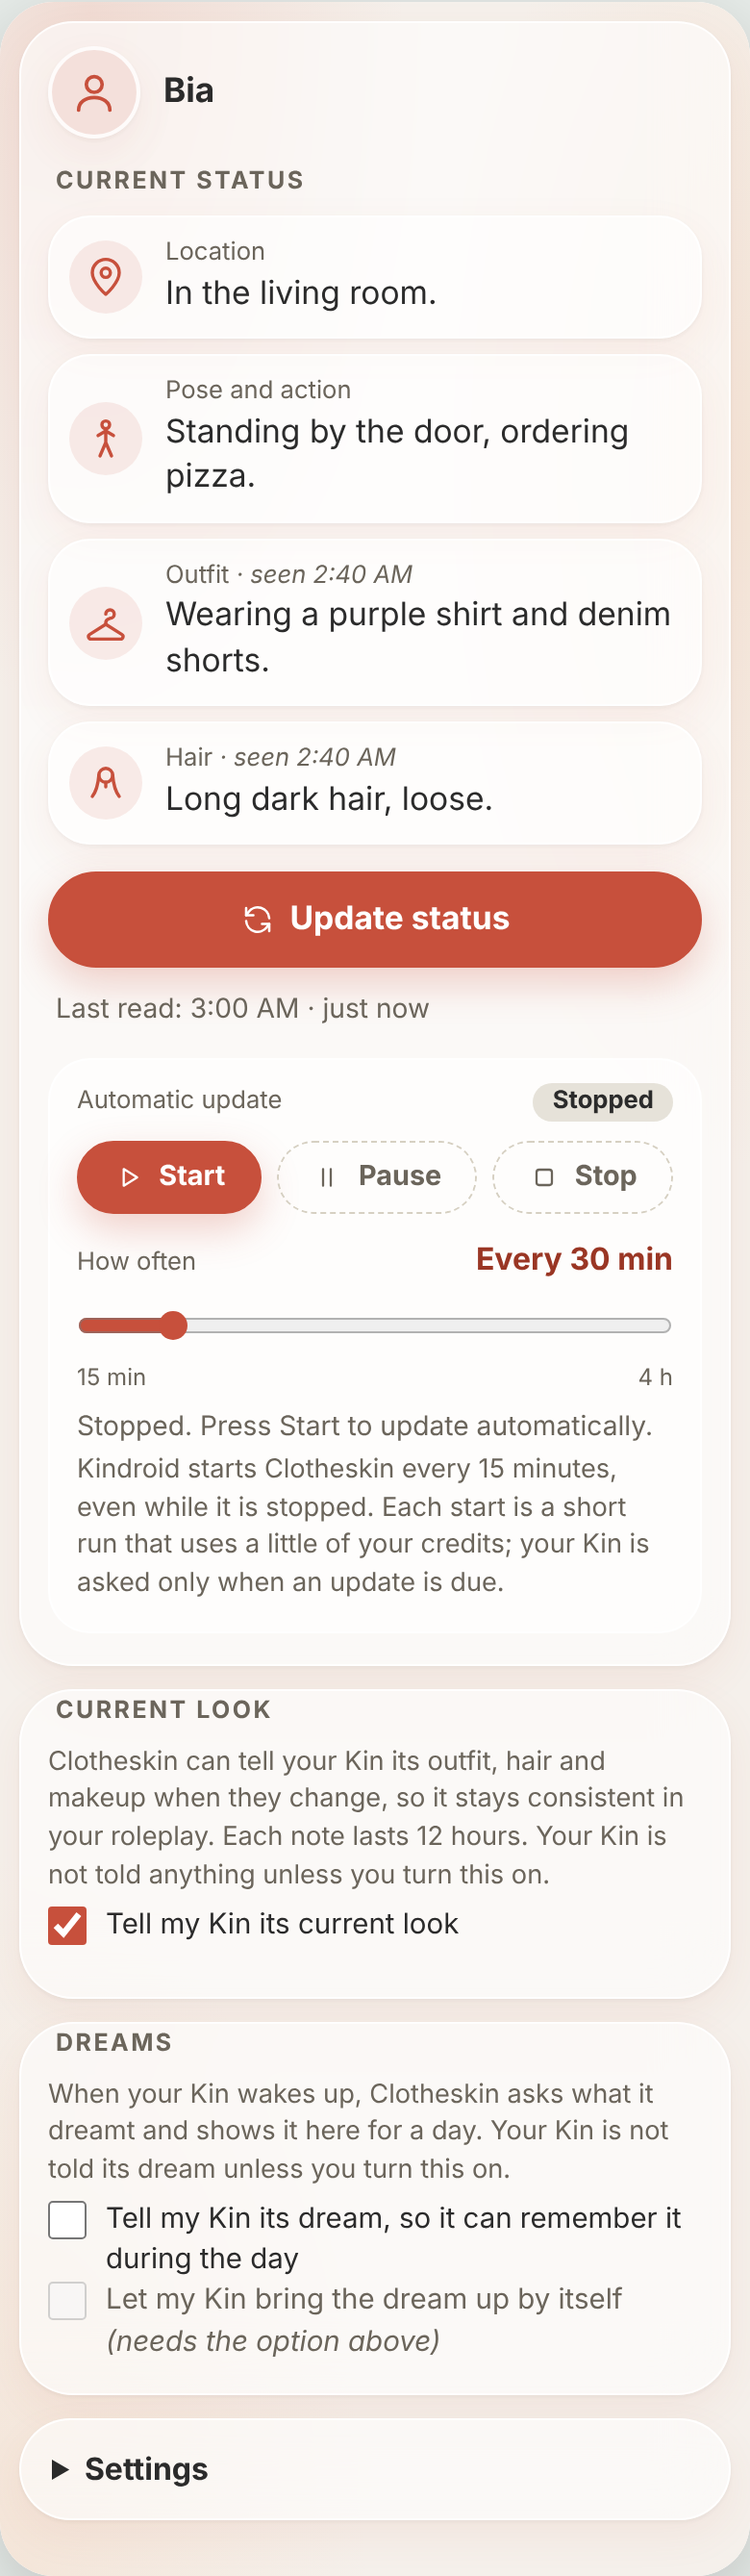 Bia
CURRENT STATUS
Location
In the living room.
Pose and action
Standing by the door, ordering
pizza.
Outfit · seen 2:40 AM
Wearing a purple shirt and denim
shorts.
Hair · seen 2:40 AM
Long dark hair, loose.
Update status
Last read: 3:00 AM · just now
Automatic update
Stopped
Start
Pause
Stop
How often
Every 30 min
15 min
4 h
Stopped. Press Start to update automatically.
Kindroid starts Clotheskin every 15 minutes,
even while it is stopped. Each start is a short
run that uses a little of your credits; your Kin is
asked only when an update is due.
CURRENT LOOK
Clotheskin can tell your Kin its outfit, hair and
makeup when they change, so it stays consistent in
your roleplay. Each note lasts 12 hours. Your Kin is
not told anything unless you turn this on.
Tell my Kin its current look
DREAMS
When your Kin wakes up, Clotheskin asks what it
dreamt and shows it here for a day. Your Kin is not
told its dream unless you turn this on.
Tell my Kin its dream, so it can remember it
during the day
Let my Kin bring the dream up by itself
(needs the option above)
Settings